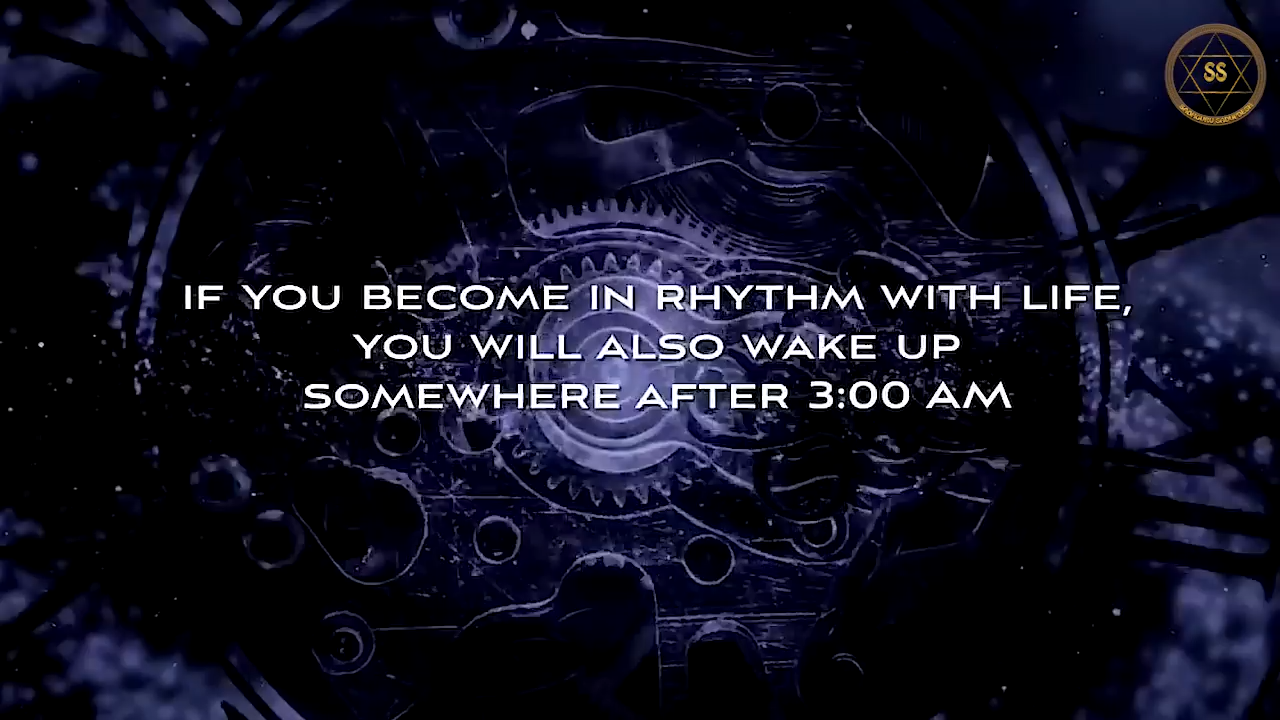 SS
IF YOU BECOME IN RHYTHM WITH LIFE,
YOU WILL ALSO WAKE UP
SOMEWHERE AFTER 3:00 AM